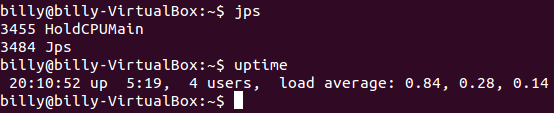 billy@billy-VirtualBox:~$ jps
3455 HoldCPUMain
3484 Jps
billy@billy-VirtualBox:~$ uptime
 20:10:52 up  5:19,  4 users,  load average: 0.84, 0.28, 0.14
billy@billy-VirtualBox:~$